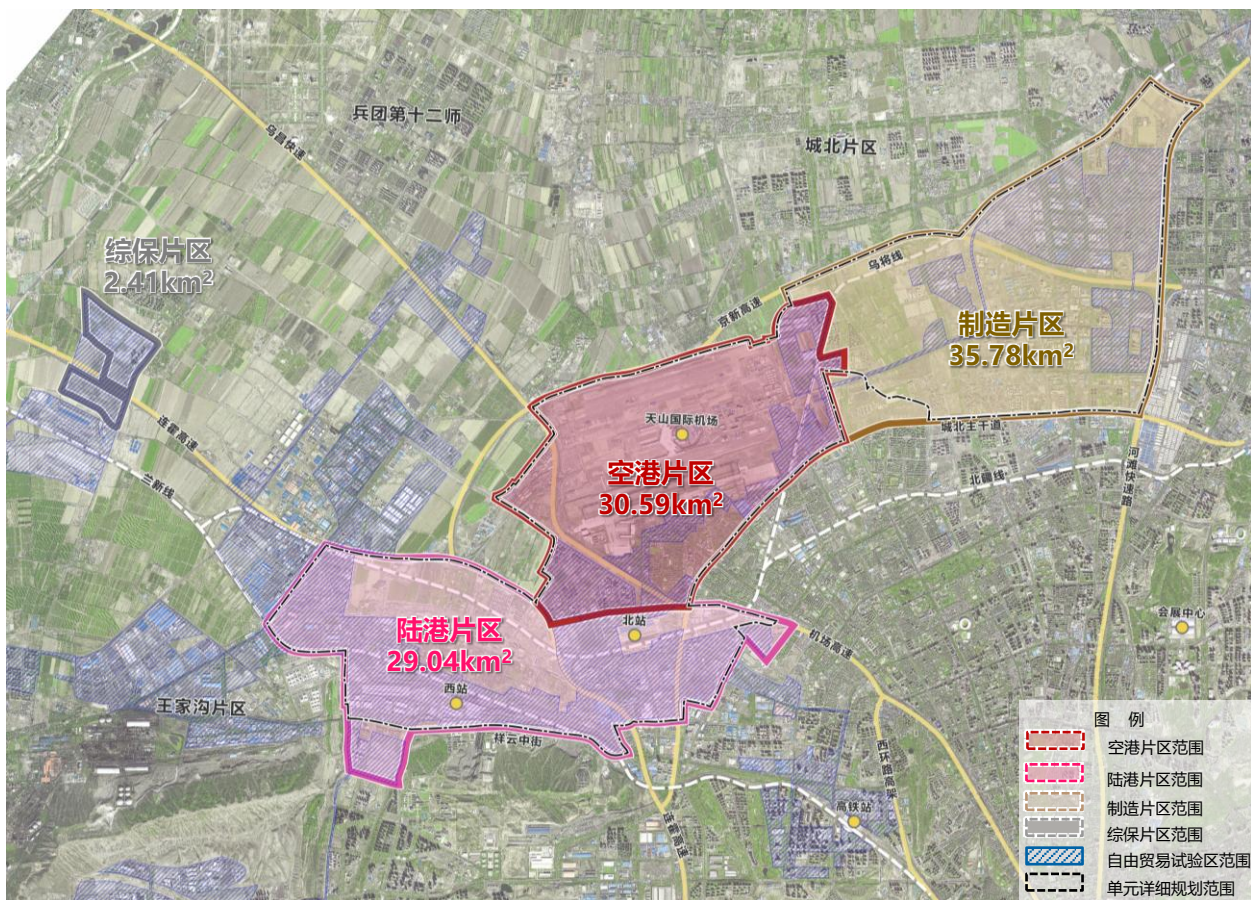 兵团第十二师
乌昌快速
城北片区
综保片区
2.41km²
乌将线
京新高速
制造片区
35.78km²
天山国际机场
城北主干道
连霍高速
兰新线
空港片区
30.59km²
河滩快速路
北疆线
陆港片区
29.04km²
北站
机场高速
会展中心
西站
王家沟片区
祥云中街
西环路高架
高铁站
连霍高速
图 例
空港片区范围
陆港片区范围
制造片区范围
综保片区范围
自由贸易试验区范围
单元详细规划范围